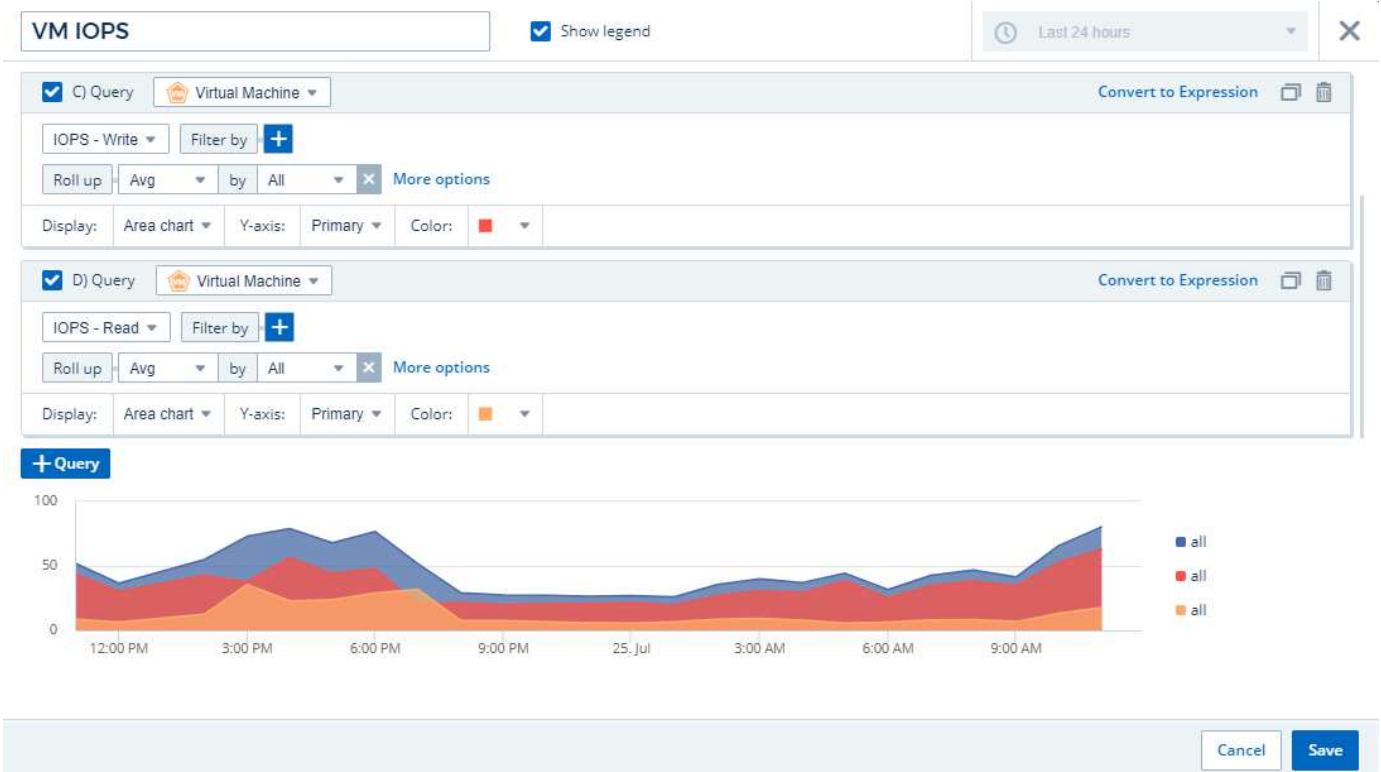 VM IOPS Show legend Last 24 hours
C) Query Virtual Machine Convert to Expression
IOPS - Write Filter by +
Roll up Avg by All × More options
Display: Area chart Y-axis: Primary Color:
D) Query Virtual Machine Convert to Expression
IOPS - Read Filter by +
Roll up Avg by All × More options
Display: Area chart Y-axis: Primary Color:
+ Query
100
50
0
all
all
all
12:00 PM 3:00 PM 6:00 PM 9:00 PM 25. Jul 3:00 AM 6:00 AM 9:00 AM
Cancel Save